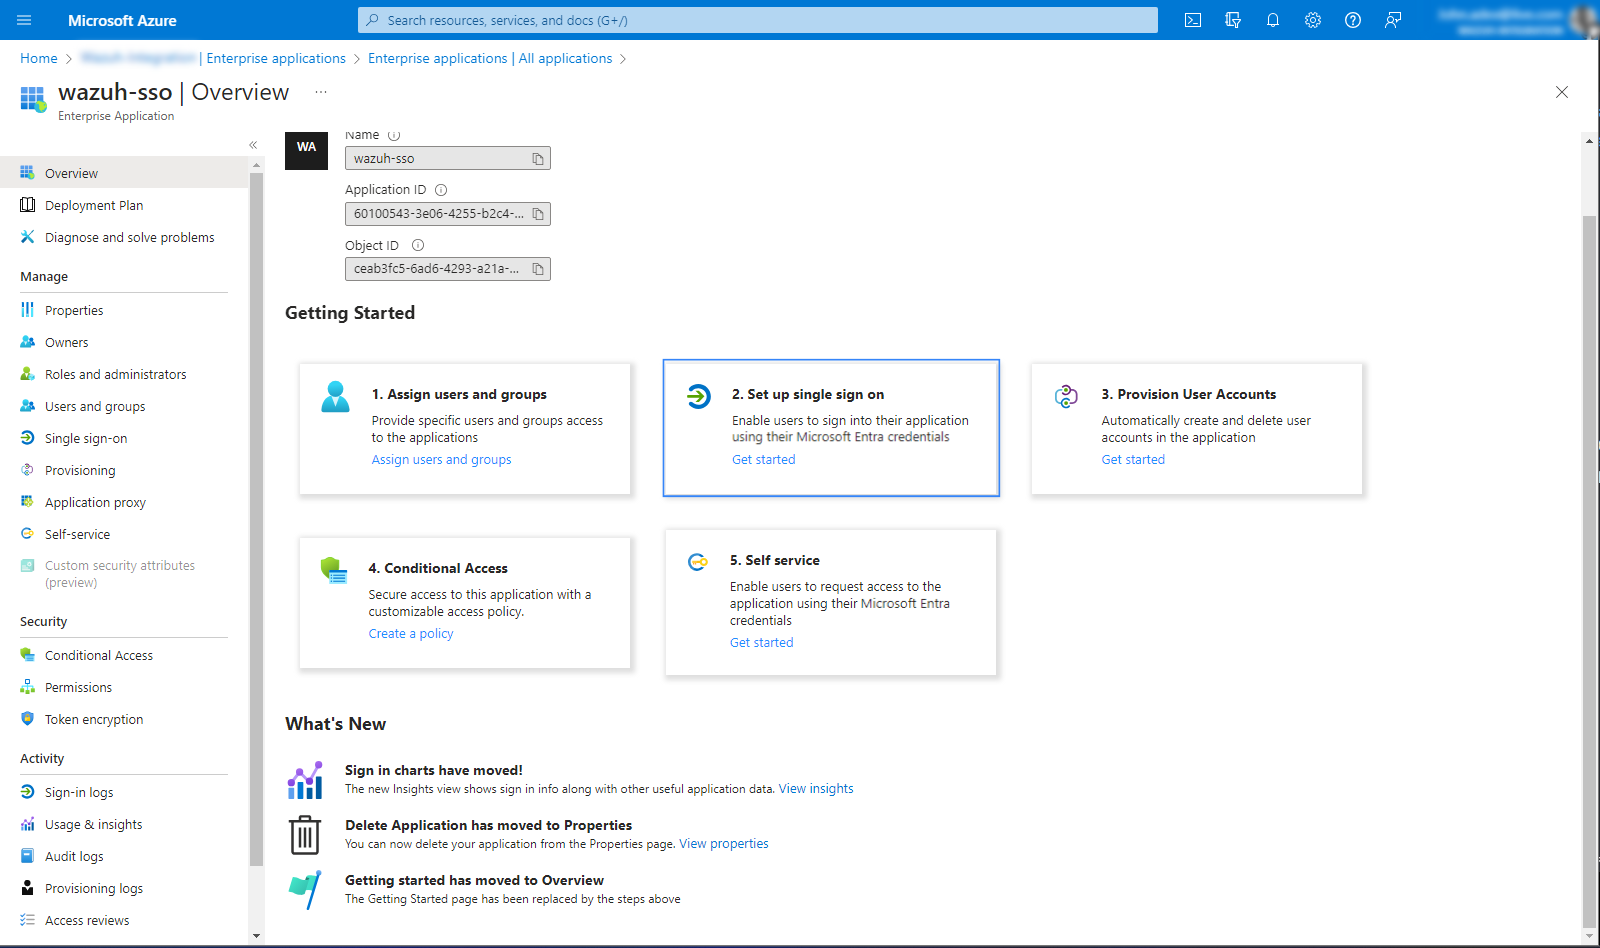 Microsoft Azure
Search resources, services, and docs (G+/)
Home > | Enterprise applications > Enterprise applications | All applications >
wazuh-sso | Overview ...
Enterprise Application
Overview
Deployment Plan
Diagnose and solve problems
Manage
Properties
Owners
Roles and administrators
Users and groups
Single sign-on
Provisioning
Application proxy
Self-service
Custom security attributes
(preview)
Security
Conditional Access
Permissions
Token encryption
Activity
Sign-in logs
Usage & insights
Audit logs
Provisioning logs
Access reviews
WA
Name
wazuh-sso
Application ID
60100543-3e06-4255-b2c4-...
Object ID
ceab3fc5-6ad6-4293-a21a-...
Getting Started
1. Assign users and groups
Provide specific users and groups access
to the applications
Assign users and groups
2. Set up single sign on
Enable users to sign into their application
using their Microsoft Entra credentials
Get started
3. Provision User Accounts
Automatically create and delete user
accounts in the application
Get started
4. Conditional Access
Secure access to this application with a
customizable access policy.
Create a policy
5. Self service
Enable users to request access to the
application using their Microsoft Entra
credentials
Get started
What's New
Sign in charts have moved!
The new Insights view shows sign in info along with other useful application data. View insights
Delete Application has moved to Properties
You can now delete your application from the Properties page. View properties
Getting started has moved to Overview
The Getting Started page has been replaced by the steps above